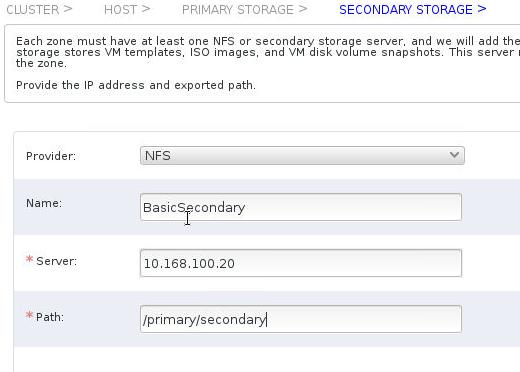 CLUSTER > HOST > PRIMARY STORAGE > SECONDARY STORAGE >
Each zone must have at least one NFS or secondary storage server, and we will add the
storage stores VM templates, ISO images, and VM disk volume snapshots. This server
the zone.
Provide the IP address and exported path.
Provider: NFS
Name: BasicSecondary
* Server: 10.168.100.20
* Path: /primary/secondary